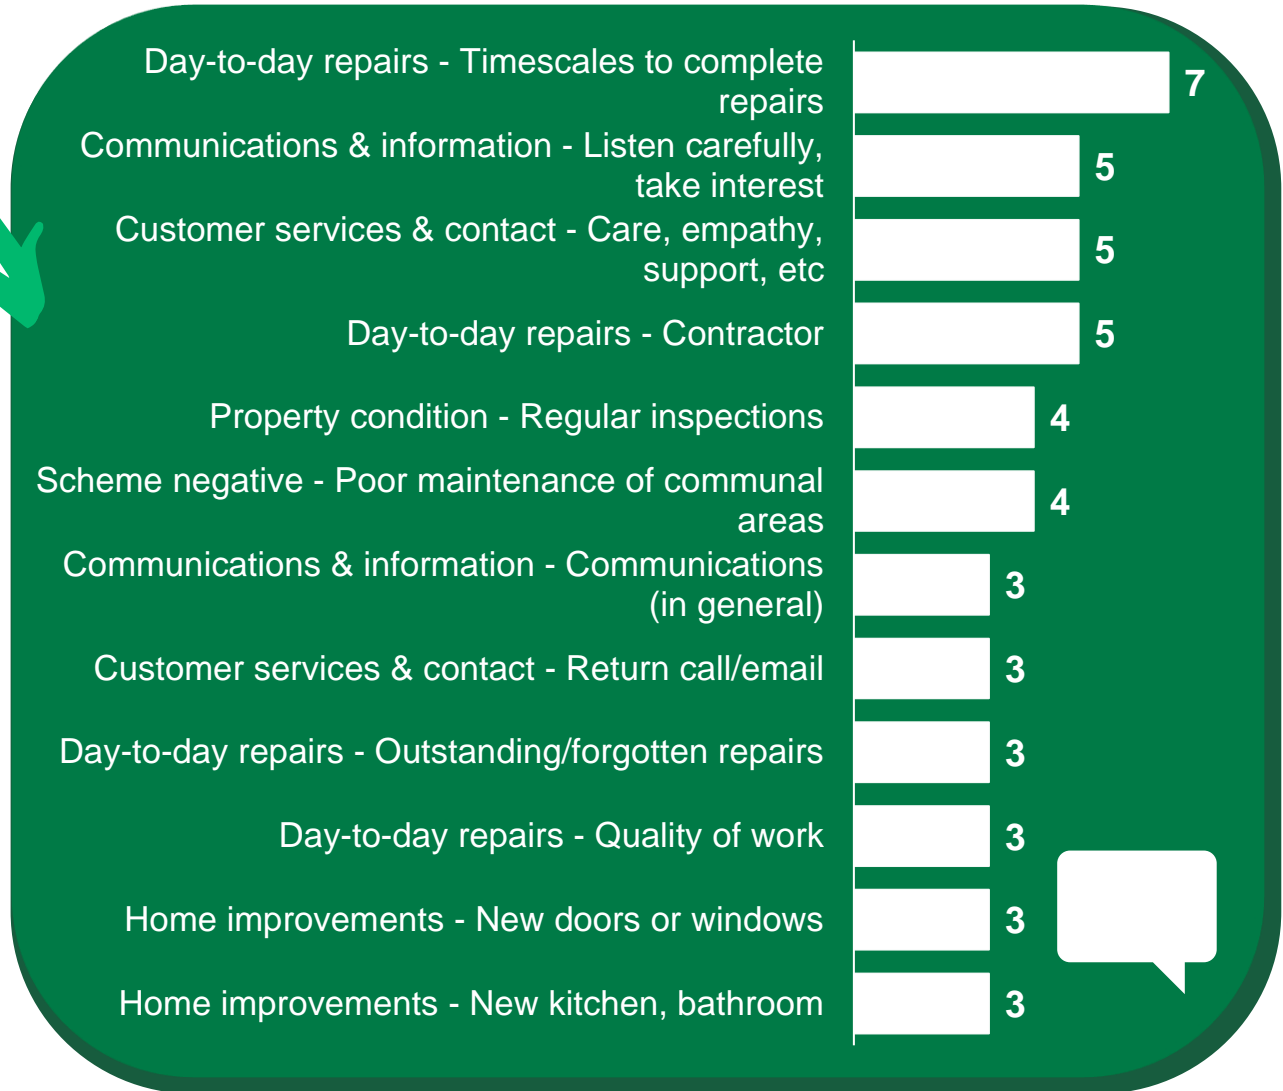 Day-to-day repairs - Timescales to complete
repairs
7
Communications & information - Listen carefully,
take interest
5
Customer services & contact - Care, empathy,
support, etc
5
Day-to-day repairs - Contractor
5
Property condition - Regular inspections
4
Scheme negative - Poor maintenance of communal
areas
4
Communications & information - Communications
(in general)
3
Customer services & contact - Return call/email
3
Day-to-day repairs - Outstanding/forgotten repairs
3
Day-to-day repairs - Quality of work
3
Home improvements - New doors or windows
3
Home improvements - New kitchen, bathroom
3